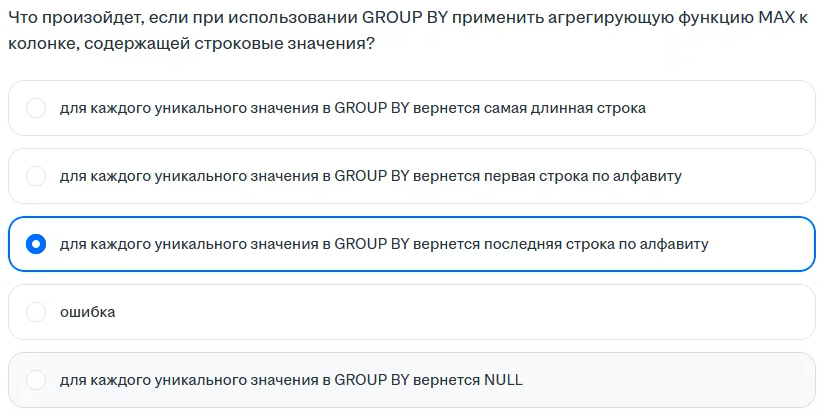 Что произойдет, если при использовании GROUP BY применить агрегирующую функцию MAX к
колонке, содержащей строковые значения?
для каждого уникального значения в GROUP BY вернется самая длинная строка
для каждого уникального значения в GROUP BY вернется первая строка по алфавиту
для каждого уникального значения в GROUP BY вернется последняя строка по алфавиту
ошибка
для каждого уникального значения в GROUP BY вернется NULL